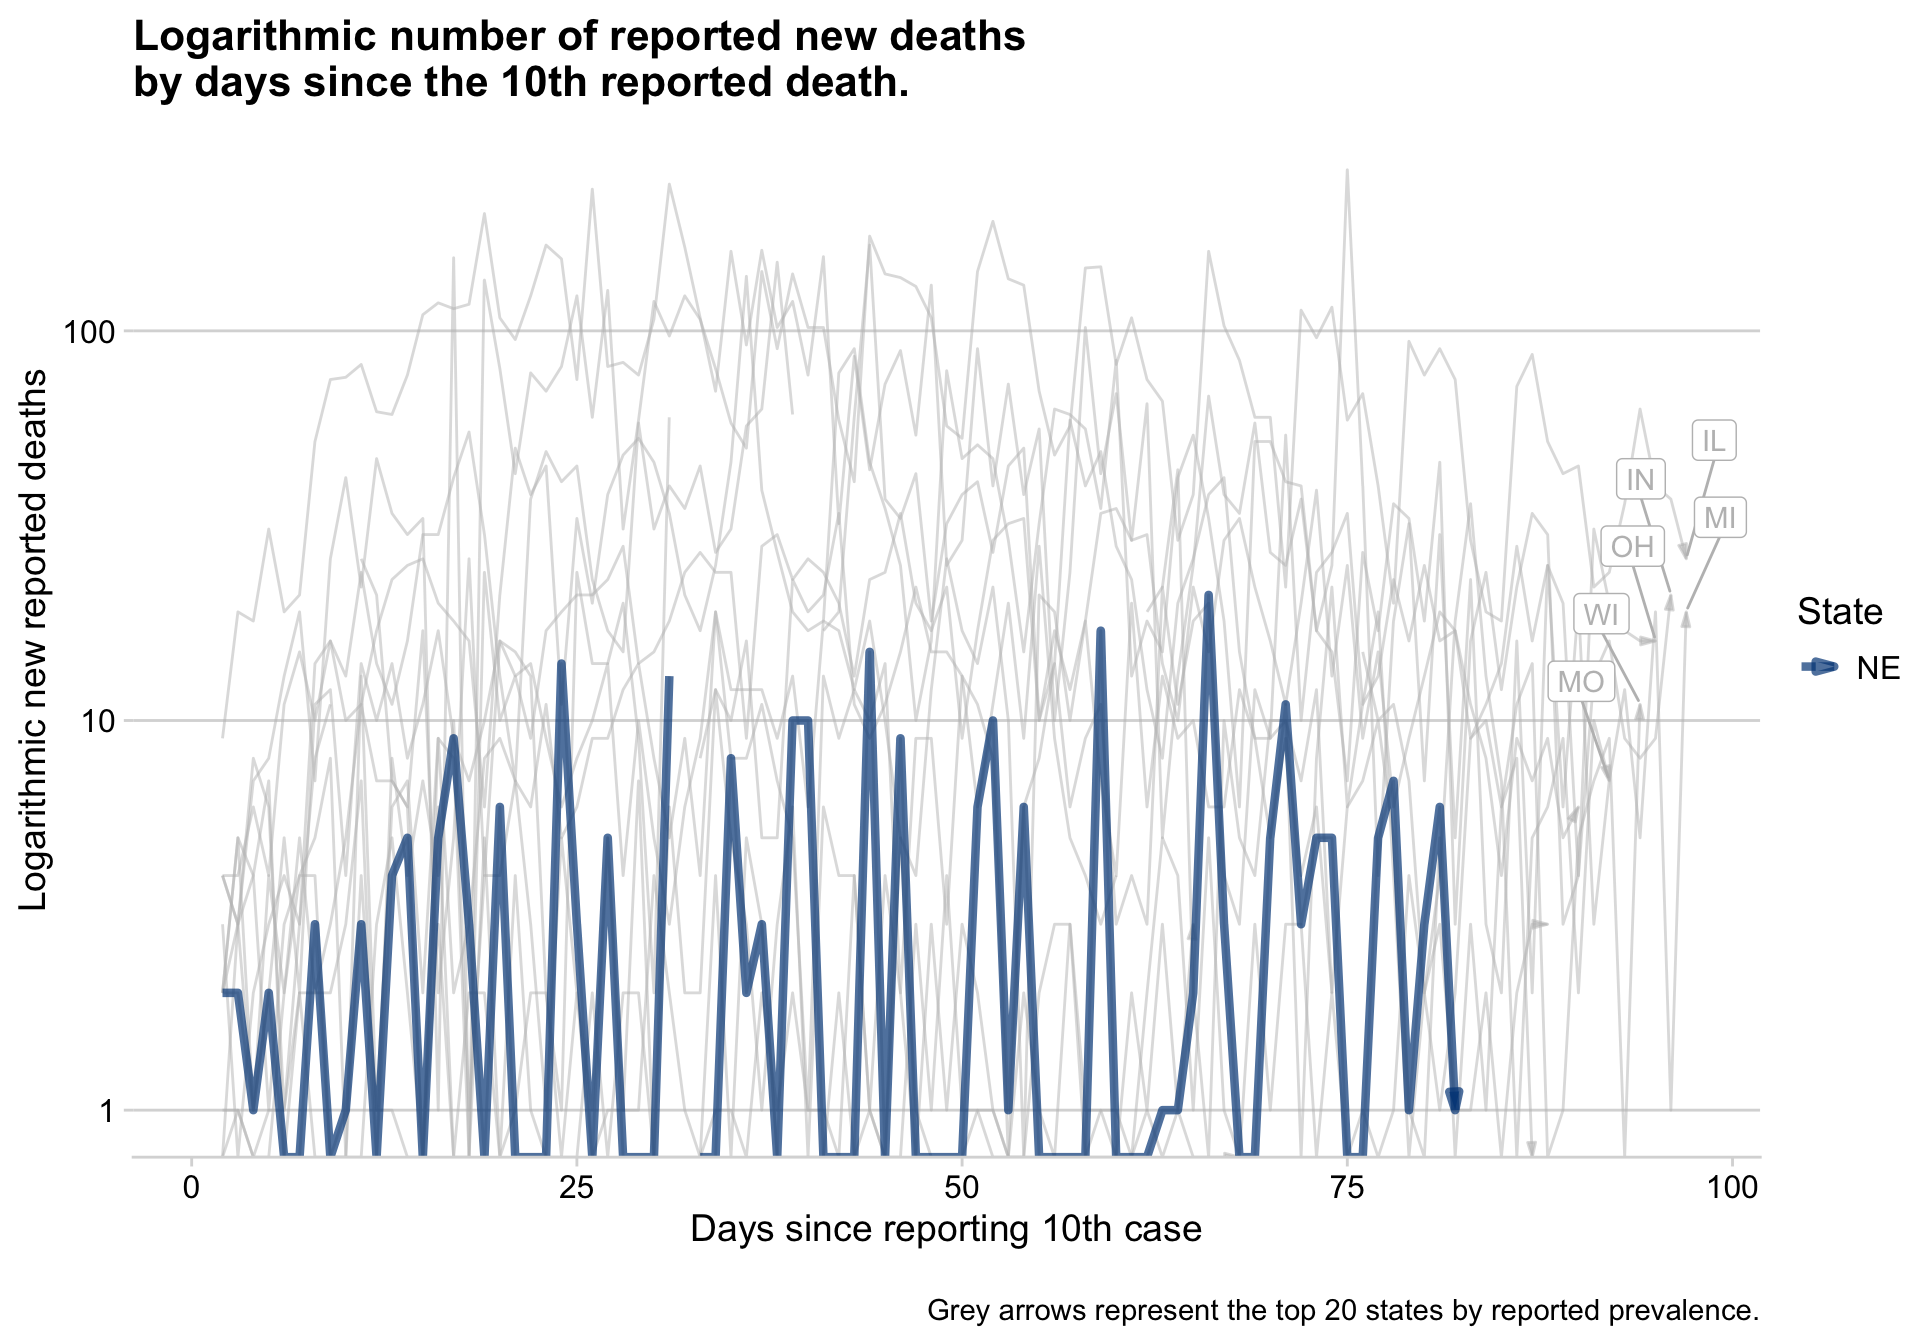 Logarithmic number of reported new deaths
by days since the 10th reported death.
Logarithmic new reported deaths
100
10
1
IL
IN
MI
OH
WI
MO
State
NE
0 25 50 75 100
Days since reporting 10th case
Grey arrows represent the top 20 states by reported prevalence.